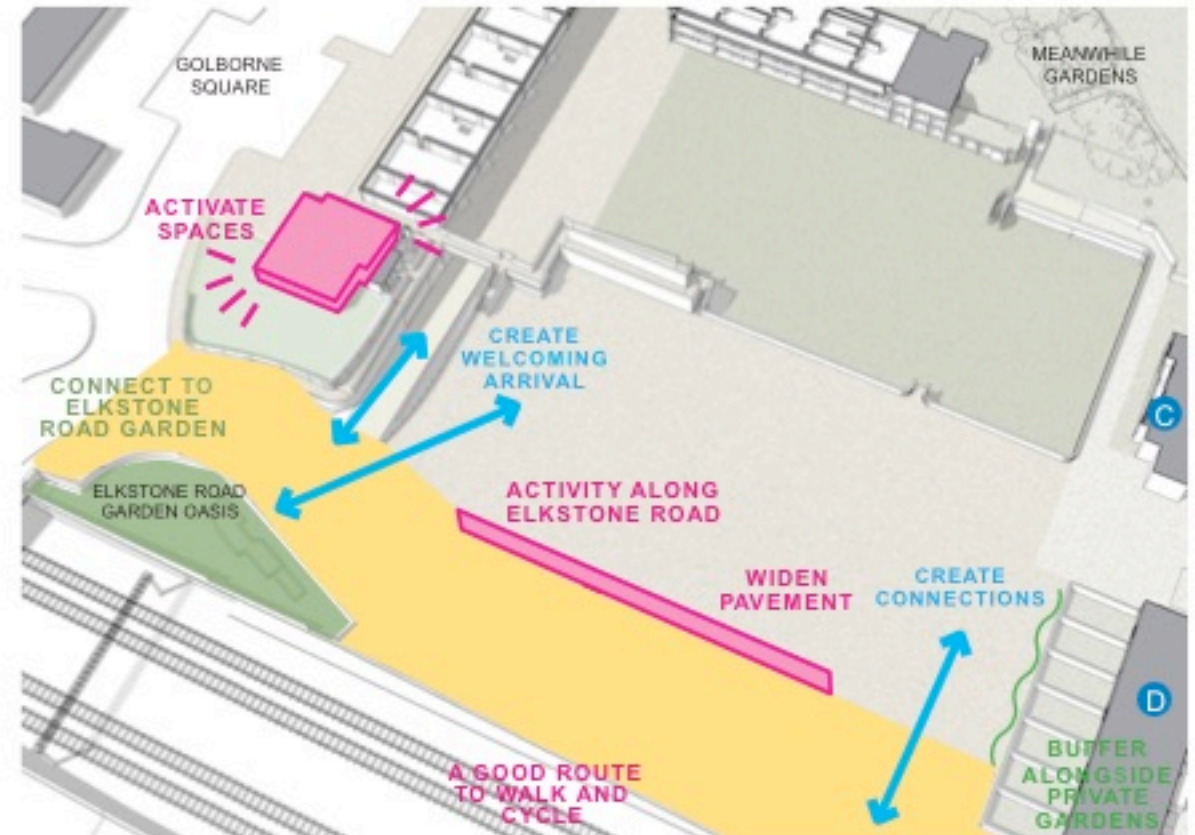 GOLBORNE
SQUARE
MEANWHILE
GARDENS
ACTIVATE
SPACES
CREATE
WELCOMING
ARRIVAL
CONNECT TO
ELKSTONE
ROAD GARDEN
C
ELKSTONE ROAD
GARDEN OASIS
ACTIVITY ALONG
ELKSTONE ROAD
WIDEN
PAVEMENT
CREATE
CONNECTIONS
D
A GOOD ROUTE
TO WALK AND
CYCLE
BUFFER
ALONGSIDE
PRIVATE
GARDENS